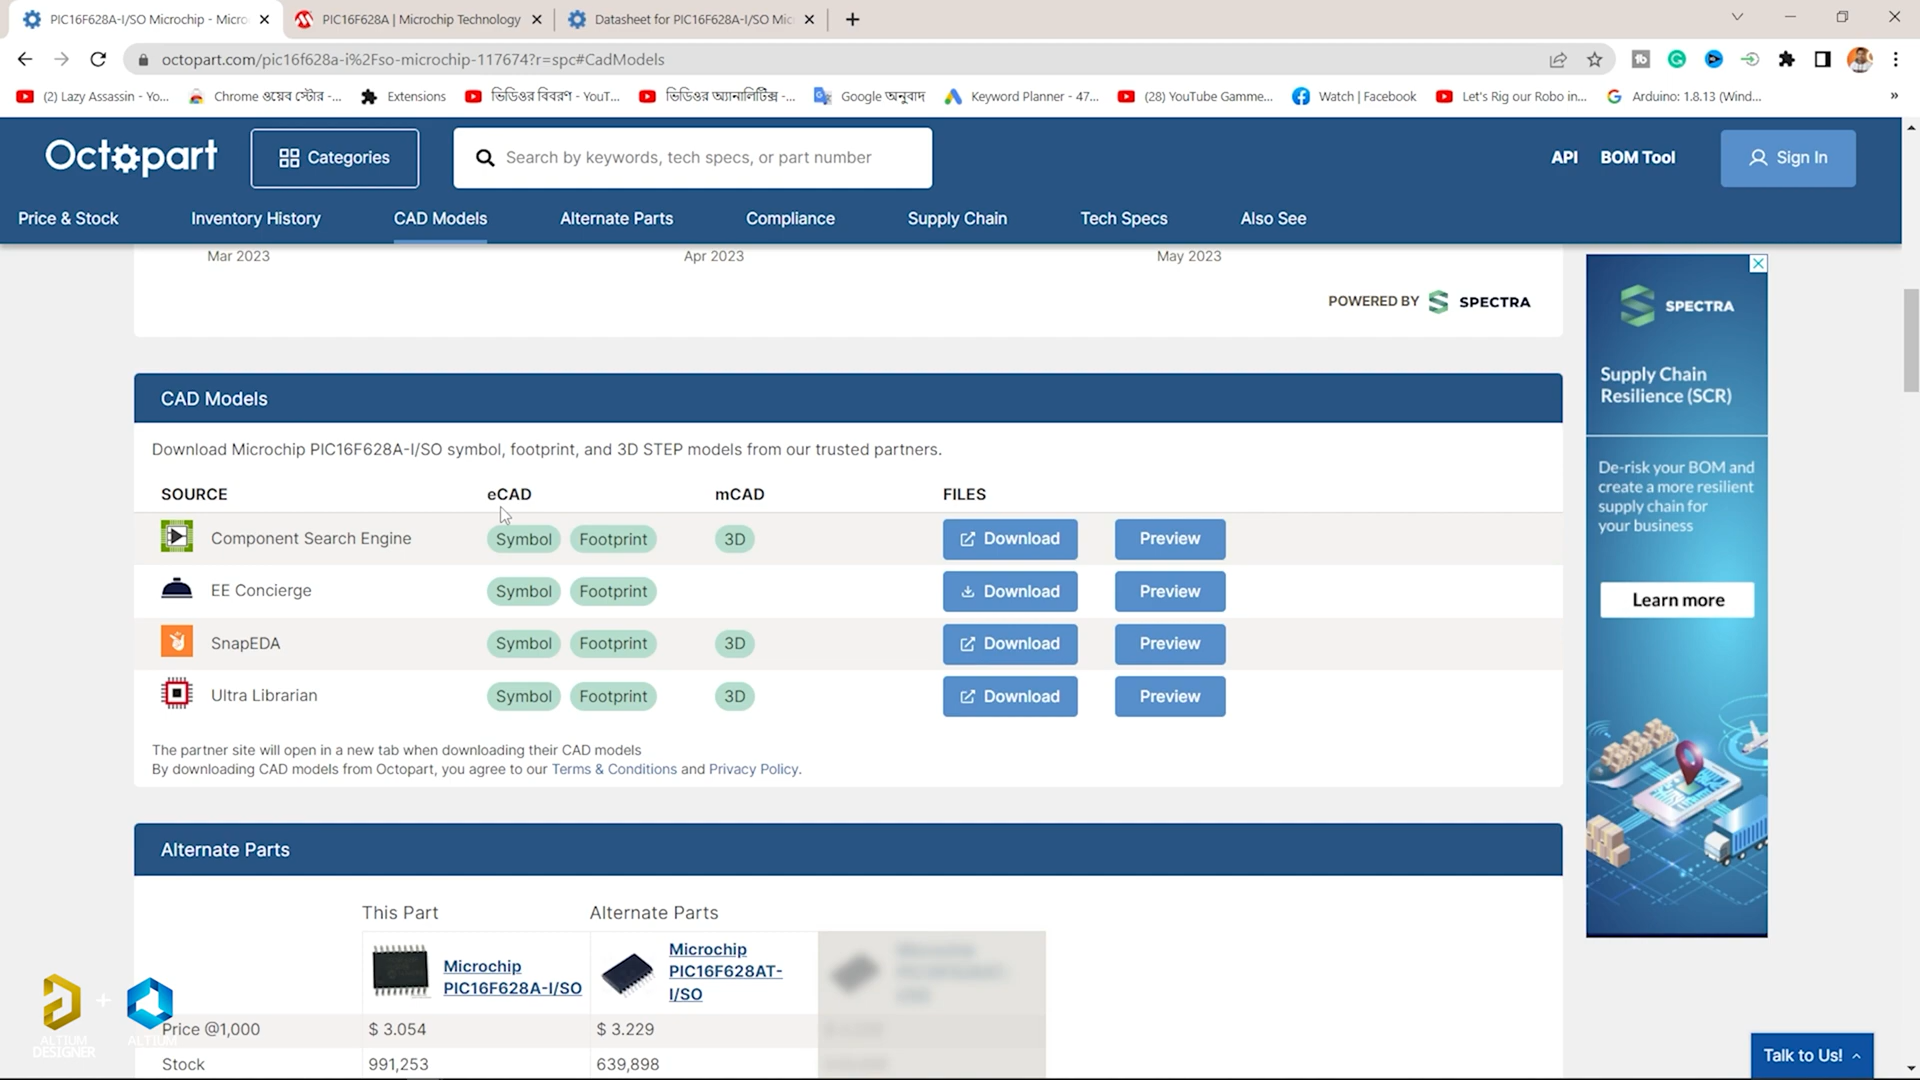 PIC16F628A-I/SO Microchip - Micro
PIC16F628A | Microchip Technology
Datasheet for PIC16F628A-I/SO Mic
octopart.com/pic16f628a-i%2Fso-microchip-117674?r=spc#CadModels
(2) Lazy Assassin - Yo...
Chrome ওয়েব স্টোর -...
Extensions
ভিডিওর বিবরণ - YouT...
ভিডিওর অ্যানালিটিক্স -...
Google অনুবাদ
Keyword Planner - 47...
(28) YouTube Gamme...
Watch | Facebook
Let's Rig our Robo in...
Arduino: 1.8.13 (Wind...
»
Octopart
Categories
Search by keywords, tech specs, or part number
API
BOM Tool
Sign In
Price & Stock
Inventory History
CAD Models
Alternate Parts
Compliance
Supply Chain
Tech Specs
Also See
Mar 2023
Apr 2023
May 2023
POWERED BY SPECTRA
CAD Models
Download Microchip PIC16F628A-I/SO symbol, footprint, and 3D STEP models from our trusted partners.
SOURCE eCAD mCAD FILES
Component Search Engine Symbol Footprint 3D Download Preview
EE Concierge Symbol Footprint Download Preview
SnapEDA Symbol Footprint 3D Download Preview
Ultra Librarian Symbol Footprint 3D Download Preview
The partner site will open in a new tab when downloading their CAD models
By downloading CAD models from Octopart, you agree to our Terms & Conditions and Privacy Policy.
Alternate Parts
This Part
Alternate Parts
Microchip
PIC16F628A-I/SO
Microchip
PIC16F628AT-
I/SO
Price @1,000 $ 3.054 $ 3.229
Stock 991,253 639,898
SPECTRA
Supply Chain
Resilience (SCR)
De-risk your BOM and
create a more resilient
supply chain for
your business
Learn more
Talk to Us!
ALTIUM
DESIGNER
+
ALTIUM